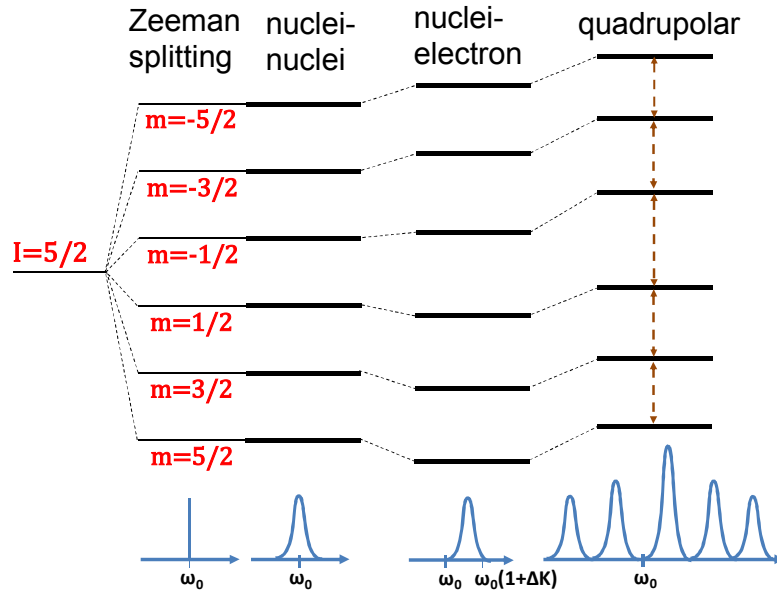 Zeeman splitting
nuclei-
nuclei
nuclei-
electron
quadrupolar
I=5/2
m=-5/2
m=-3/2
m=-1/2
m=1/2
m=3/2
m=5/2
ω₀
ω₀
ω₀
ω₀(1+ΔK)
ω₀